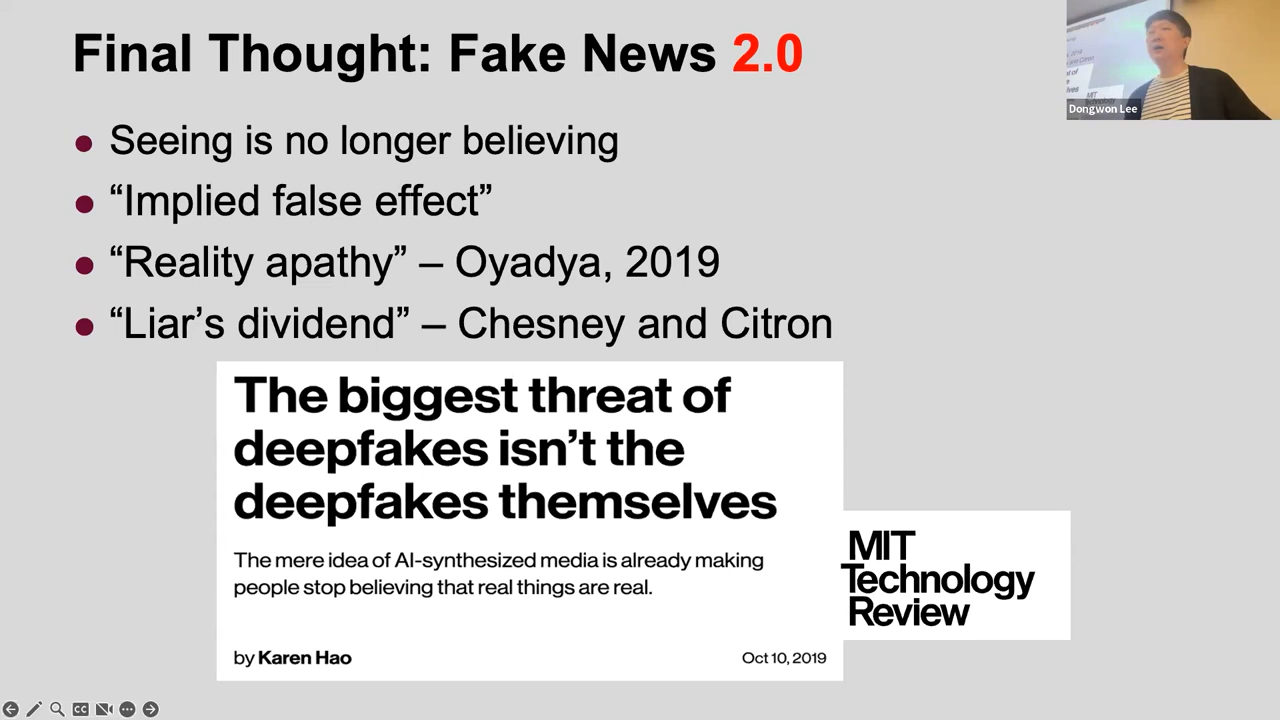 Final Thought: Fake News 2.0
Dongwon Lee
● Seeing is no longer believing
● “Implied false effect”
● “Reality apathy” – Oyadya, 2019
● “Liar’s dividend” – Chesney and Citron
The biggest threat of
deepfakes isn’t the
deepfakes themselves
The mere idea of AI-synthesized media is already making
people stop believing that real things are real.
by Karen Hao
Oct 10, 2019
MIT
Technology
Review
CC